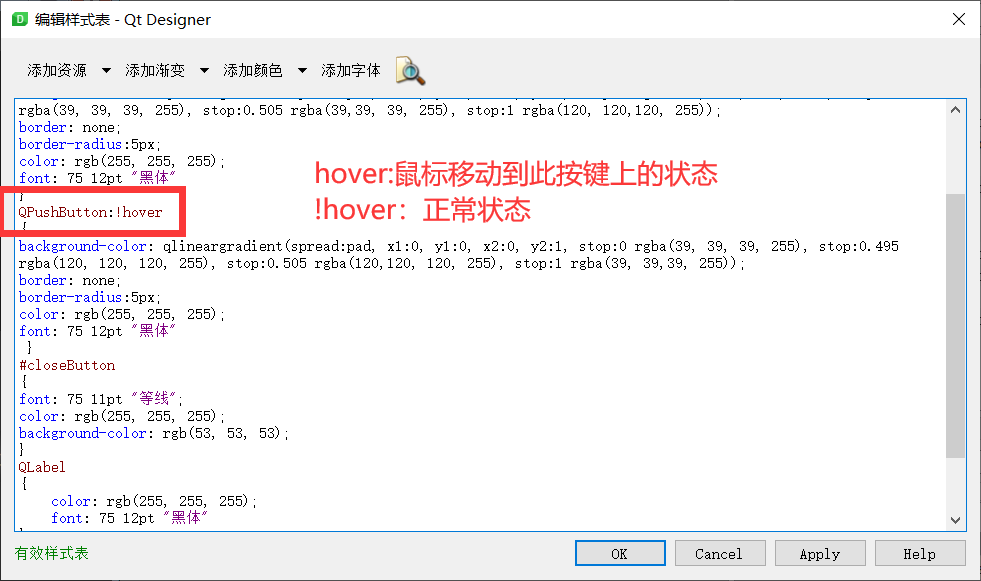 编辑样式表 - Qt Designer
添加资源 添加渐变 添加颜色 添加字体
rgba(39, 39, 39, 255), stop:0.505 rgba(39,39, 39, 255), stop:1 rgba(120, 120,120, 255));
border: none;
border-radius:5px;
color: rgb(255, 255, 255);
font: 75 12pt "黑体"
}
hover:鼠标移动到此按键上的状态
!hover：正常状态
QPushButton:!hover
{
background-color: qlineargradient(spread:pad, x1:0, y1:0, x2:0, y2:1, stop:0 rgba(39, 39, 39, 255), stop:0.495
rgba(120, 120, 120, 255), stop:0.505 rgba(120,120, 120, 255), stop:1 rgba(39, 39,39, 255));
border: none;
border-radius:5px;
color: rgb(255, 255, 255);
font: 75 12pt "黑体"
}
#closeButton
{
font: 75 11pt "等线";
color: rgb(255, 255, 255);
background-color: rgb(53, 53, 53);
}
QLabel
{
color: rgb(255, 255, 255);
font: 75 12pt "黑体"
有效样式表
OK Cancel Apply Help